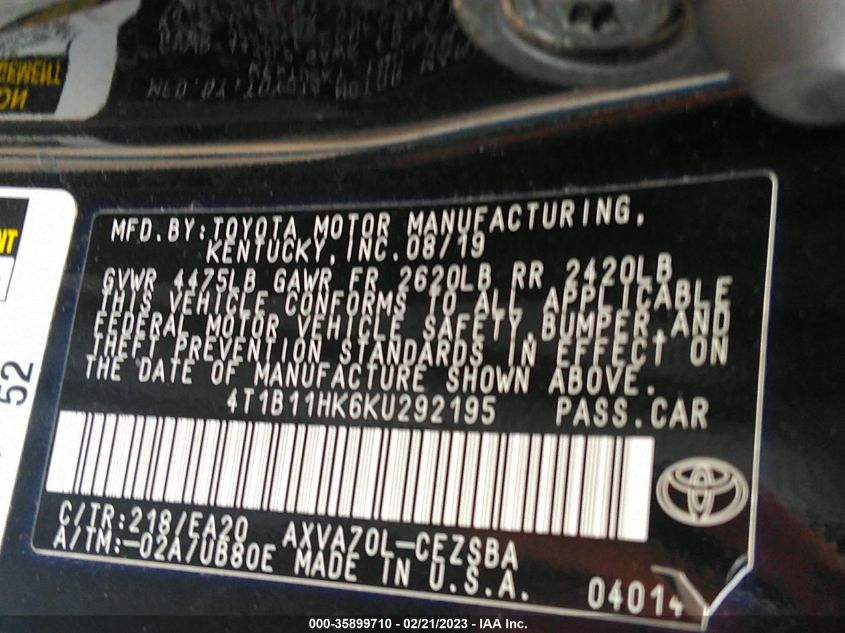 MFD.BY:TOYOTA MOTOR MANUFACTURING,
KENTUCKY,INC.08/19
GVWR 4475LB GAWR FR 2620LB RR 2420LB
THIS VEHICLE CONFORMS TO ALL APPLICABLE
FEDERAL MOTOR VEHICLE SAFETY,BUMPER,AND
THEFT PREVENTION STANDARDS IN EFFECT ON
THE DATE OF MANUFACTURE SHOWN ABOVE.
4T1B11HK6KU292195 PASS.CAR
C/TR:218/EA20 AXVA70L-CEZSBA
A/TM:-02A/UB80E MADE IN U.S.A.
04014
52
000-35899710 - 02/21/2023 - IAA Inc.